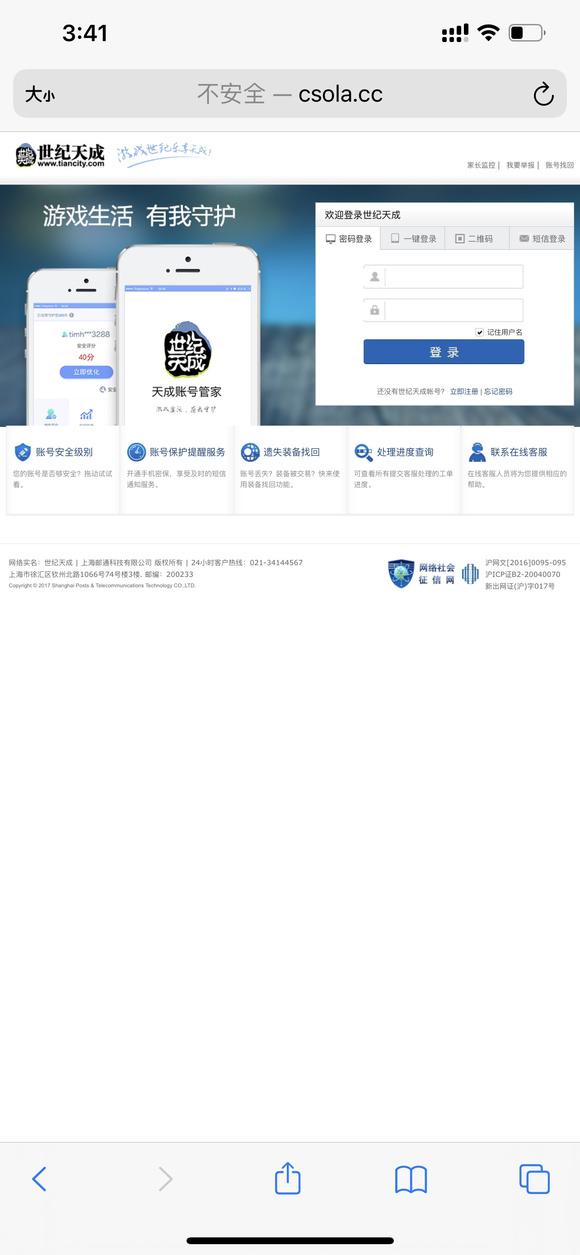 3:41
大小
不安全 — csola.cc
世纪天成
www.tiancity.com
游戏世纪乐享天成!
家长监控 | 我要举报 | 账号找回
游戏生活 有我守护
欢迎登录世纪天成
密码登录
一键登录
二维码
短信登录
记住用户名
登 录
还没有世纪天成帐号? 立即注册 | 忘记密码
timh***3288
安全评分
40分
立即优化
世纪天成
天成账号管家
账号安全级别
您的账号是否够安全? 拖动试试
看。
账号保护提醒服务
开通手机密保,享受及时的短信
通知服务。
遗失装备找回
账号丢失? 装备被交易? 快来使
用装备找回功能。
处理进度查询
可查看所有提交客服处理的工单
进度。
联系在线客服
在线客服人员将为您提供相应的
帮助。
网络实名: 世纪天成 | 上海邮通科技有限公司 版权所有 | 24小时客户热线: 021-34144567
上海市徐汇区钦州北路1066号74号楼3楼. 邮编: 200233
Copyright © 2017 Shanghai Posts & Telecommunications Technology CO.,LTD.
网络社会
征信网
沪网文[2016]0095-095
沪ICP证B2-20040070
新出网证(沪)字017号